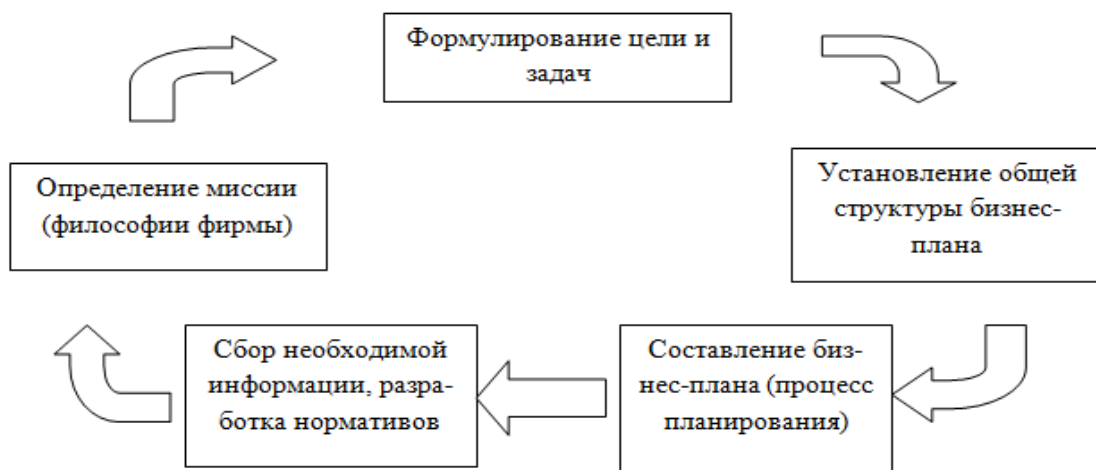 Формулирование цели и
задач
Определение миссии
(философии фирмы)
Установление общей
структуры бизнес-
плана
Сбор необходимой
информации, разра-
ботка нормативов
Составление биз-
нес-плана (процесс
планирования)